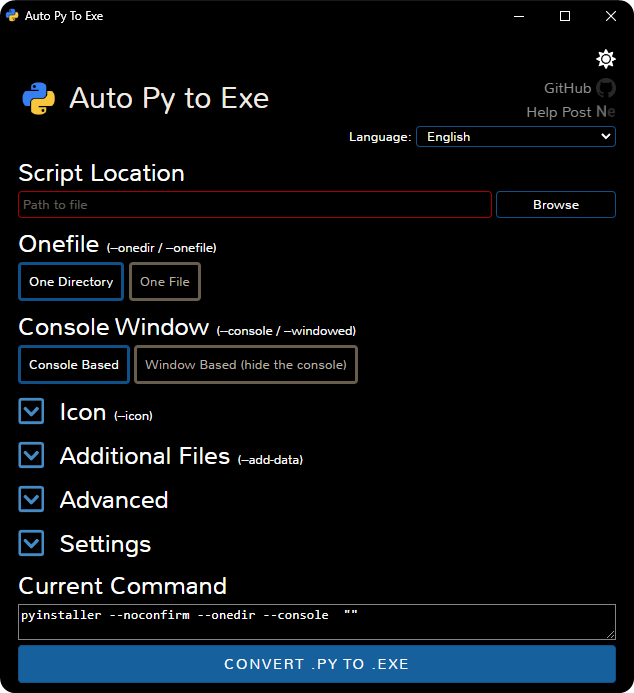 Auto Py To Exe
Auto Py to Exe
GitHub
Help Post Ne
Language: English
Script Location
Path to file Browse
Onefile (--onedir / --onefile)
One Directory One File
Console Window (--console / --windowed)
Console Based Window Based (hide the console)
Icon (--icon)
Additional Files (--add-data)
Advanced
Settings
Current Command
pyinstaller --noconfirm --onedir --console  ""
CONVERT .PY TO .EXE